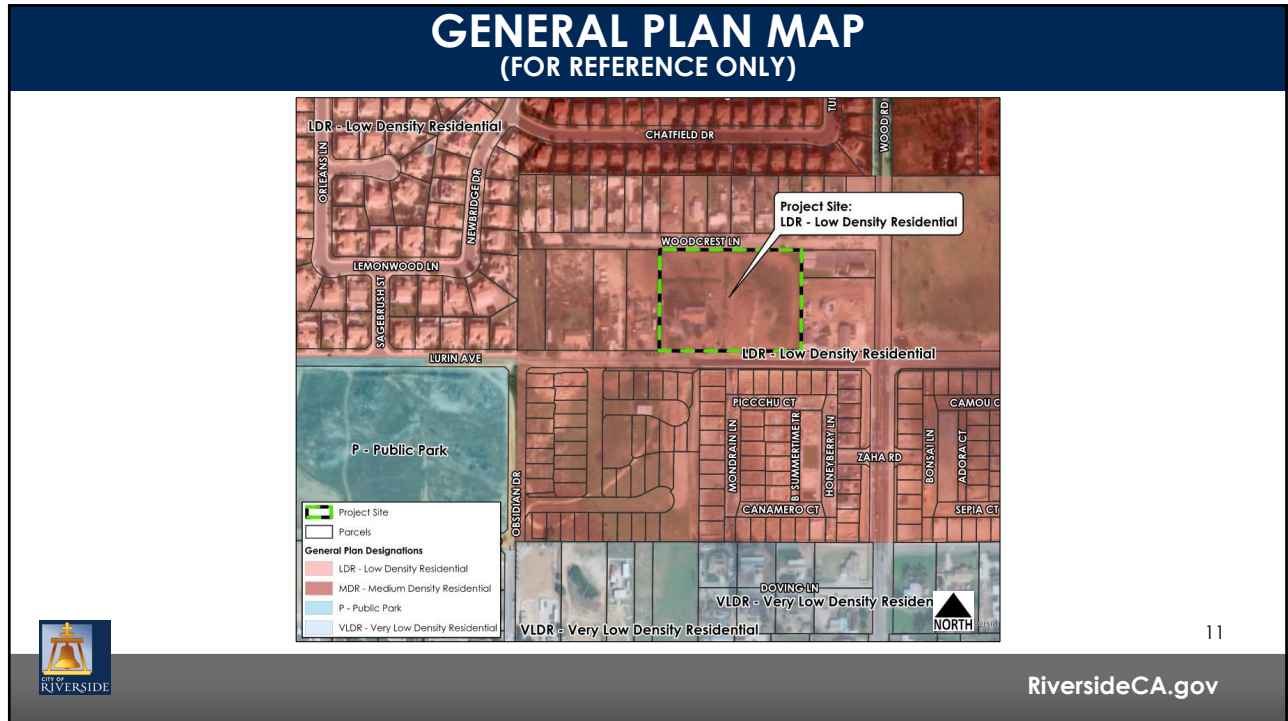 GENERAL PLAN MAP
(FOR REFERENCE ONLY)
LDR - Low Density Residential
ORLEANS LN
NEWBRIDGE DR
CHATFIELD DR
WOOD RD
Project Site:
LDR - Low Density Residential
WOODCREST LN
LEMONWOOD LN
SAGEBRUSH ST
LURIN AVE
LDR - Low Density Residential
PICCCHU CT
CAMOU C
MONDRAIN LN
B SUMMERTIME TR
HONEYBERRY LN
ZAHA RD
BONSAI LN
ADORA CT
P - Public Park
OBSIDIAN DR
CANAMERO CT
SEPIA CT
DOVING LN
VLDR - Very Low Density Residen
VLDR - Very Low Density Residential
NORTH
Project Site
Parcels
General Plan Designations
LDR - Low Density Residential
MDR - Medium Density Residential
P - Public Park
VLDR - Very Low Density Residential
11
CITY OF
RIVERSIDE
RiversideCA.gov